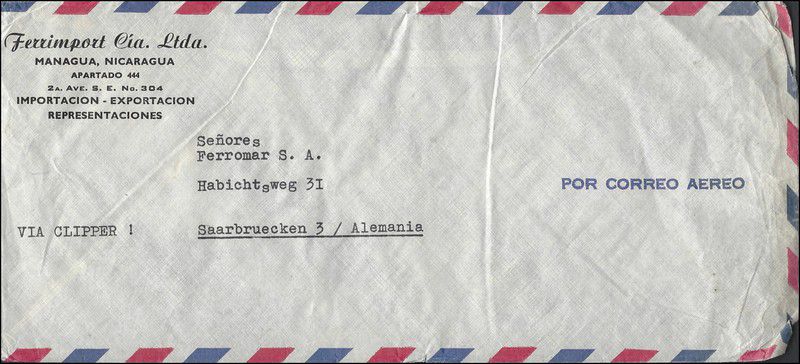 Ferrimport Cía. Ltda.
MANAGUA, NICARAGUA
APARTADO 444
2A. AVE. S. E. No. 304
IMPORTACION - EXPORTACION
REPRESENTACIONES
Señores
Ferromar S. A.
Habichtsweg 3I
POR CORREO AEREO
VIA CLIPPER !
Saarbruecken 3 / Alemania